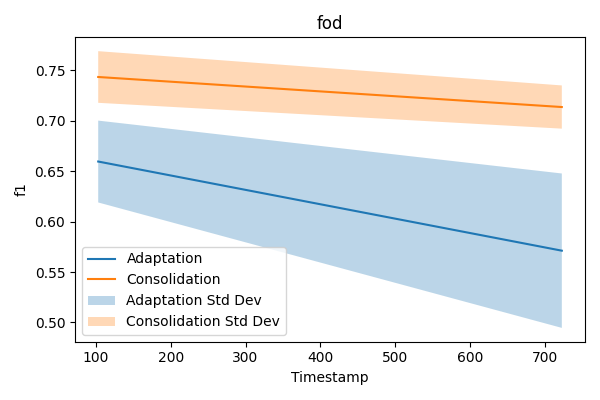 fod
f1
0.75
0.70
0.65
0.60
0.55
0.50
Adaptation
Consolidation
Adaptation Std Dev
Consolidation Std Dev
100 200 300 400 500 600 700
Timestamp